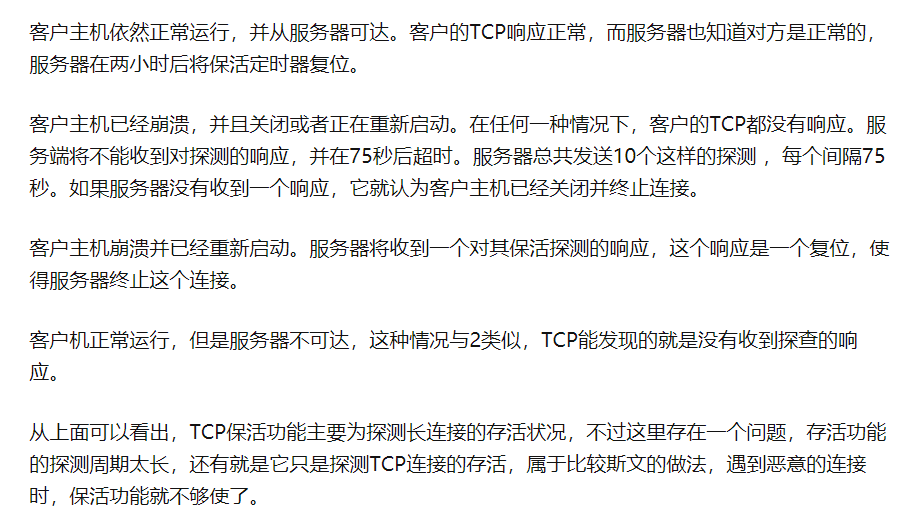 客户主机依然正常运行，并从服务器可达。客户的TCP响应正常，而服务器也知道对方是正常的，
服务器在两小时后将保活定时器复位。
客户主机已经崩溃，并且关闭或者正在重新启动。在任何一种情况下，客户的TCP都没有响应。服
务端将不能收到对探测的响应，并在75秒后超时。服务器总共发送10个这样的探测 ，每个间隔75
秒。如果服务器没有收到一个响应，它就认为客户主机已经关闭并终止连接。
客户主机崩溃并已经重新启动。服务器将收到一个对其保活探测的响应，这个响应是一个复位，使
得服务器终止这个连接。
客户机正常运行，但是服务器不可达，这种情况与2类似，TCP能发现的就是没有收到探查的响
应。
从上面可以看出，TCP保活功能主要为探测长连接的存活状况，不过这里存在一个问题，存活功能
的探测周期太长，还有就是它只是探测TCP连接的存活，属于比较斯文的做法，遇到恶意的连接
时，保活功能就不够使了。